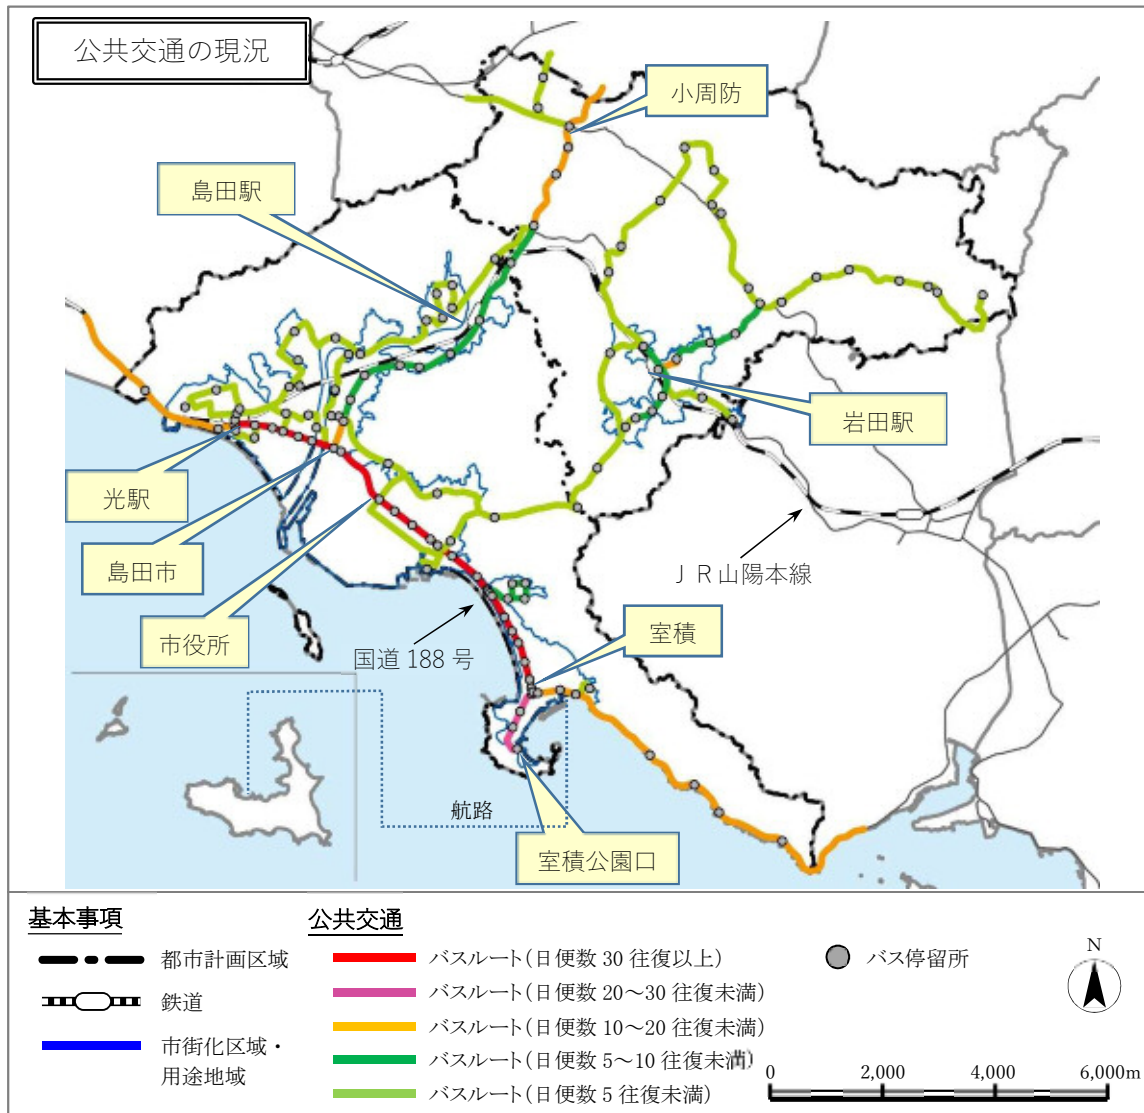 公共交通の現況
小周防
島田駅
岩田駅
光駅
島田市
ＪＲ山陽本線
市役所
国道 188 号
室積
航路
室積公園口
基本事項
都市計画区域
鉄道
市街化区域・
用途地域
公共交通
バスルート（日便数 30 往復以上）
バスルート（日便数 20～30 往復未満）
バスルート（日便数 10～20 往復未満）
バスルート（日便数 5～10 往復未満）
バスルート（日便数 5 往復未満）
バス停留所
N
0 2,000 4,000 6,000m